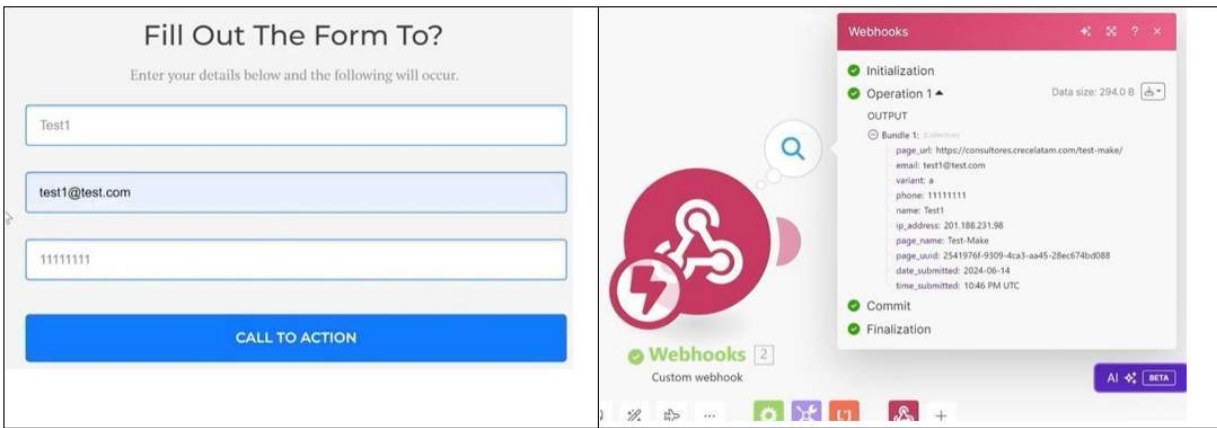 Fill Out The Form To?
Enter your details below and the following will occur.
Test1
test1@test.com
11111111
CALL TO ACTION
Webhooks
?
Initialization
Operation 1
Data size: 294.0 B
OUTPUT
Bundle 1: (Collection)
page_url: https://consultores.crecelatam.com/test-make/
email: test1@test.com
variant: a
phone: 11111111
name: Test1
ip_address: 201.188.231.98
page_name: Test-Make
page_uuid: 2541976f-9309-4ca3-aa45-28ec674bd088
date_submitted: 2024-06-14
time_submitted: 10:46 PM UTC
Commit
Finalization
Webhooks 2
Custom webhook
AI BETA